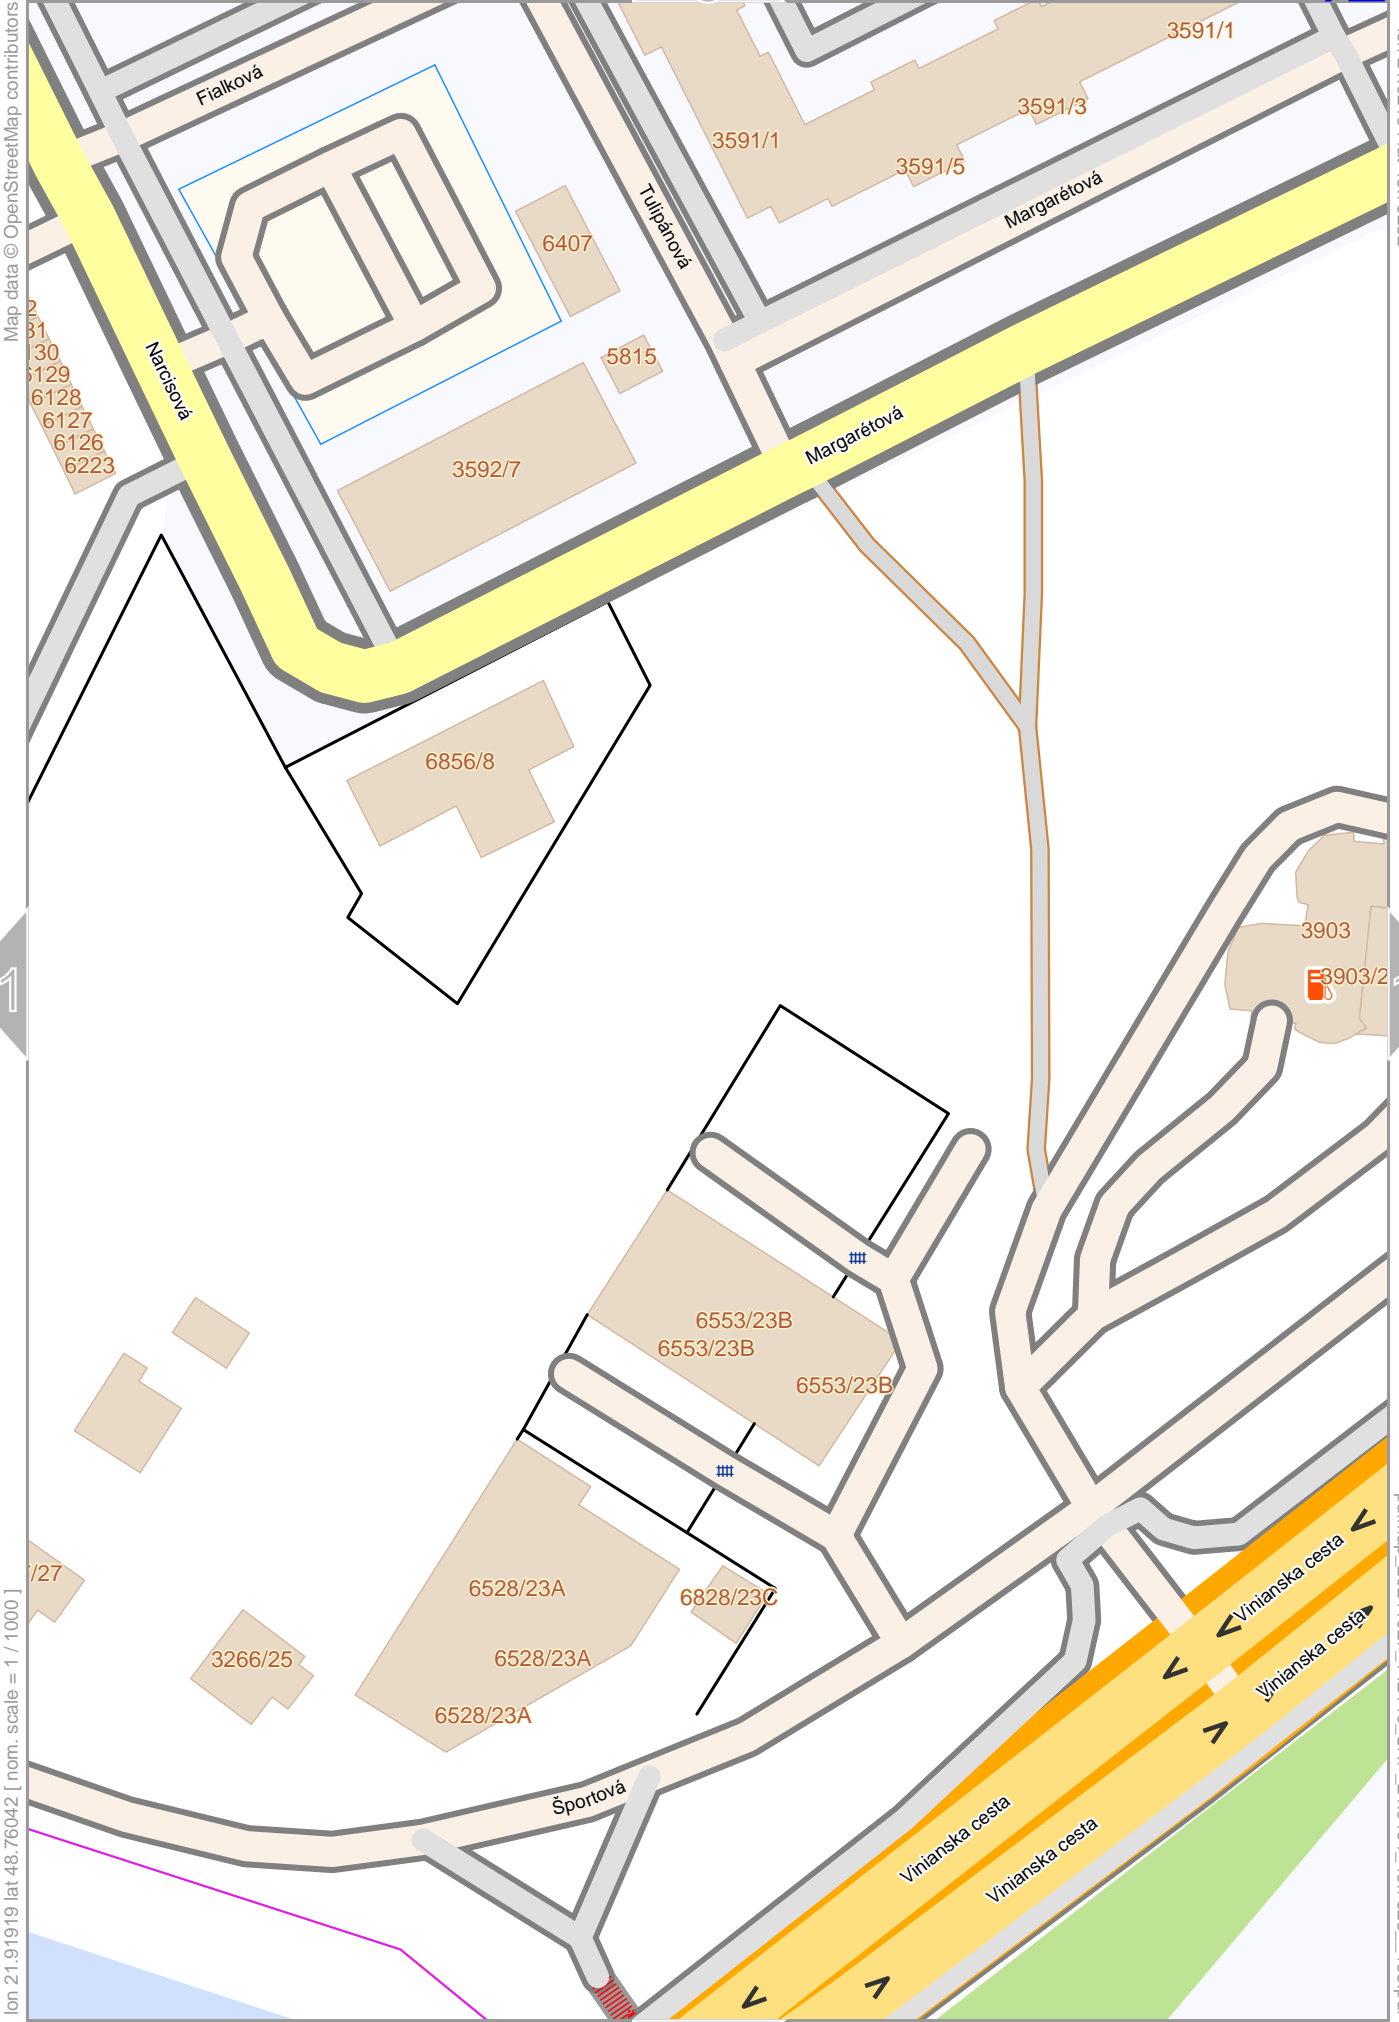 Map data © OpenStreetMap contributors
3591/1
Fialková
3591/3
3591/1
3591/5
Margarétová
Tulipánová
6407
5815
Narcisová
6129
6128
6127
6126
6223
Margarétová
3592/7
6856/8
3903
3903/2
1
6553/23B
6553/23B
6553/23B
/27
6528/23A
6828/23C
Vinianska cesta
3266/25
6528/23A
Vinianska cesta
6528/23A
Športová
Vinianska cesta
Vinianska cesta
lon 21.91919 lat 48.76042 [ nom. scale = 1 / 1000 ]